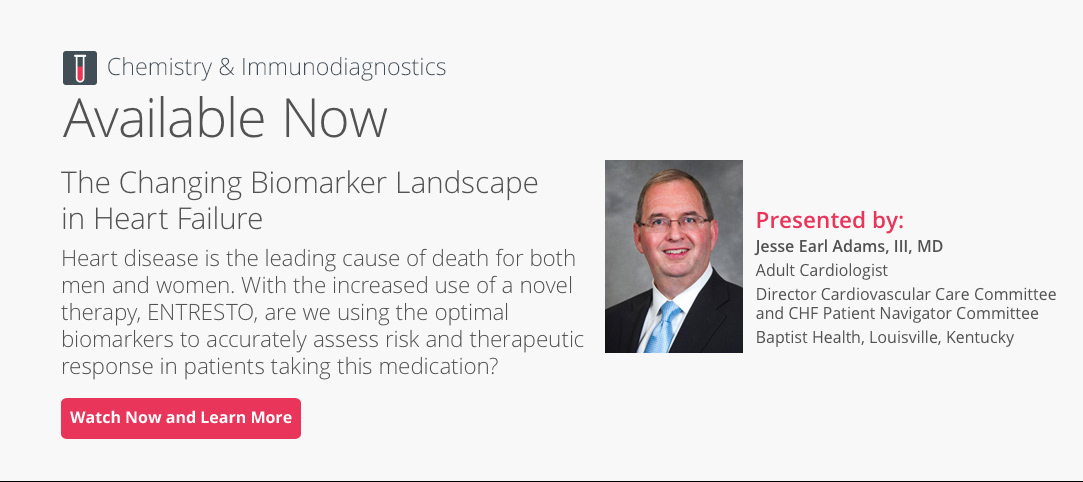 Chemistry & Immunodiagnostics
Available Now
The Changing Biomarker Landscape
in Heart Failure
Heart disease is the leading cause of death for both
men and women. With the increased use of a novel
therapy, ENTRESTO, are we using the optimal
biomarkers to accurately assess risk and therapeutic
response in patients taking this medication?
Watch Now and Learn More
Presented by:
Jesse Earl Adams, III, MD
Adult Cardiologist
Director Cardiovascular Care Committee
and CHF Patient Navigator Committee
Baptist Health, Louisville, Kentucky